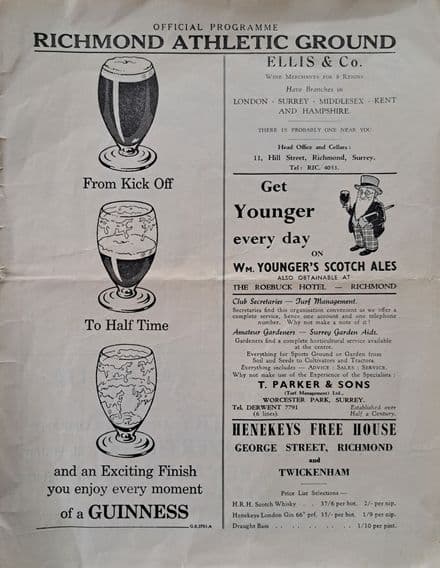 OFFICIAL PROGRAMME
RICHMOND ATHLETIC GROUND
From Kick Off
To Half Time
and an Exciting Finish
you enjoy every moment
of a GUINNESS
G.E.2781.A
ELLIS & Co.
WINE MERCHANTS FOR 8 REIGNS
Have Branches in
LONDON - SURREY - MIDDLESEX - KENT
AND HAMPSHIRE
THERE IS PROBABLY ONE NEAR YOU
Head Office and Cellars :
11, Hill Street, Richmond, Surrey.
Tel: RIC. 4053.
Get
Younger
every day
ON
WM. YOUNGER'S SCOTCH ALES
ALSO OBTAINABLE AT
THE ROEBUCK HOTEL — RICHMOND
Club Secretaries — Turf Management.
Secretaries find this organisation convenient as we offer a
complete service, hence one account and one telephone
number. Why not make a note of it?
Amateur Gardeners — Surrey Garden Aids.
Gardeners find a complete horticultural service available
at the centre.
Everything for Sports Ground or Garden from
Soil and Seeds to Cultivators and Tractors.
Everything includes — ADVICE : SALES : SERVICE.
Why not make use of the Experience of the Specialists :
T. PARKER & SONS
(Turf Management) Ltd.,
WORCESTER PARK, SURREY.
Tel. DERWENT 7791
(6 lines)
Established over
Half a Century.
HENEKEYS FREE HOUSE
GEORGE STREET, RICHMOND
and
TWICKENHAM
Price List Selections —
H.R.H. Scotch Whisky . . 37/6 per bot. 2/- per nip.
Henekeys London Gin 66° prf. 35/- per bot. 1/9 per nip.
Draught Bass . . . . . . . . 1/10 per pint.